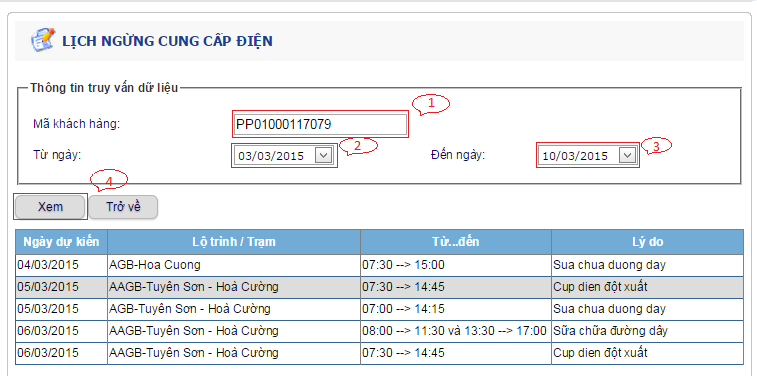 LỊCH NGỪNG CUNG CẤP ĐIỆN
Thông tin truy vấn dữ liệu
1
Mã khách hàng: PP01000117079
2
3
Từ ngày: 03/03/2015 Đến ngày: 10/03/2015
4
Xem Trở về
Ngày dự kiến Lộ trình / Trạm Từ...đến Lý do
04/03/2015 AGB-Hoa Cuong 07:30 --> 15:00 Sua chua duong day
05/03/2015 AAGB-Tuyên Sơn - Hoà Cường 07:30 --> 14:45 Cup dien đột xuất
05/03/2015 AGB-Tuyên Sơn - Hoà Cường 07:00 --> 14:15 Sua chua duong day
06/03/2015 AAGB-Tuyên Sơn - Hoà Cường 08:00 --> 11:30 và 13:30 --> 17:00 Sữa chữa đường dây
06/03/2015 AAGB-Tuyên Sơn - Hoà Cường 07:30 --> 14:45 Cup dien đột xuất